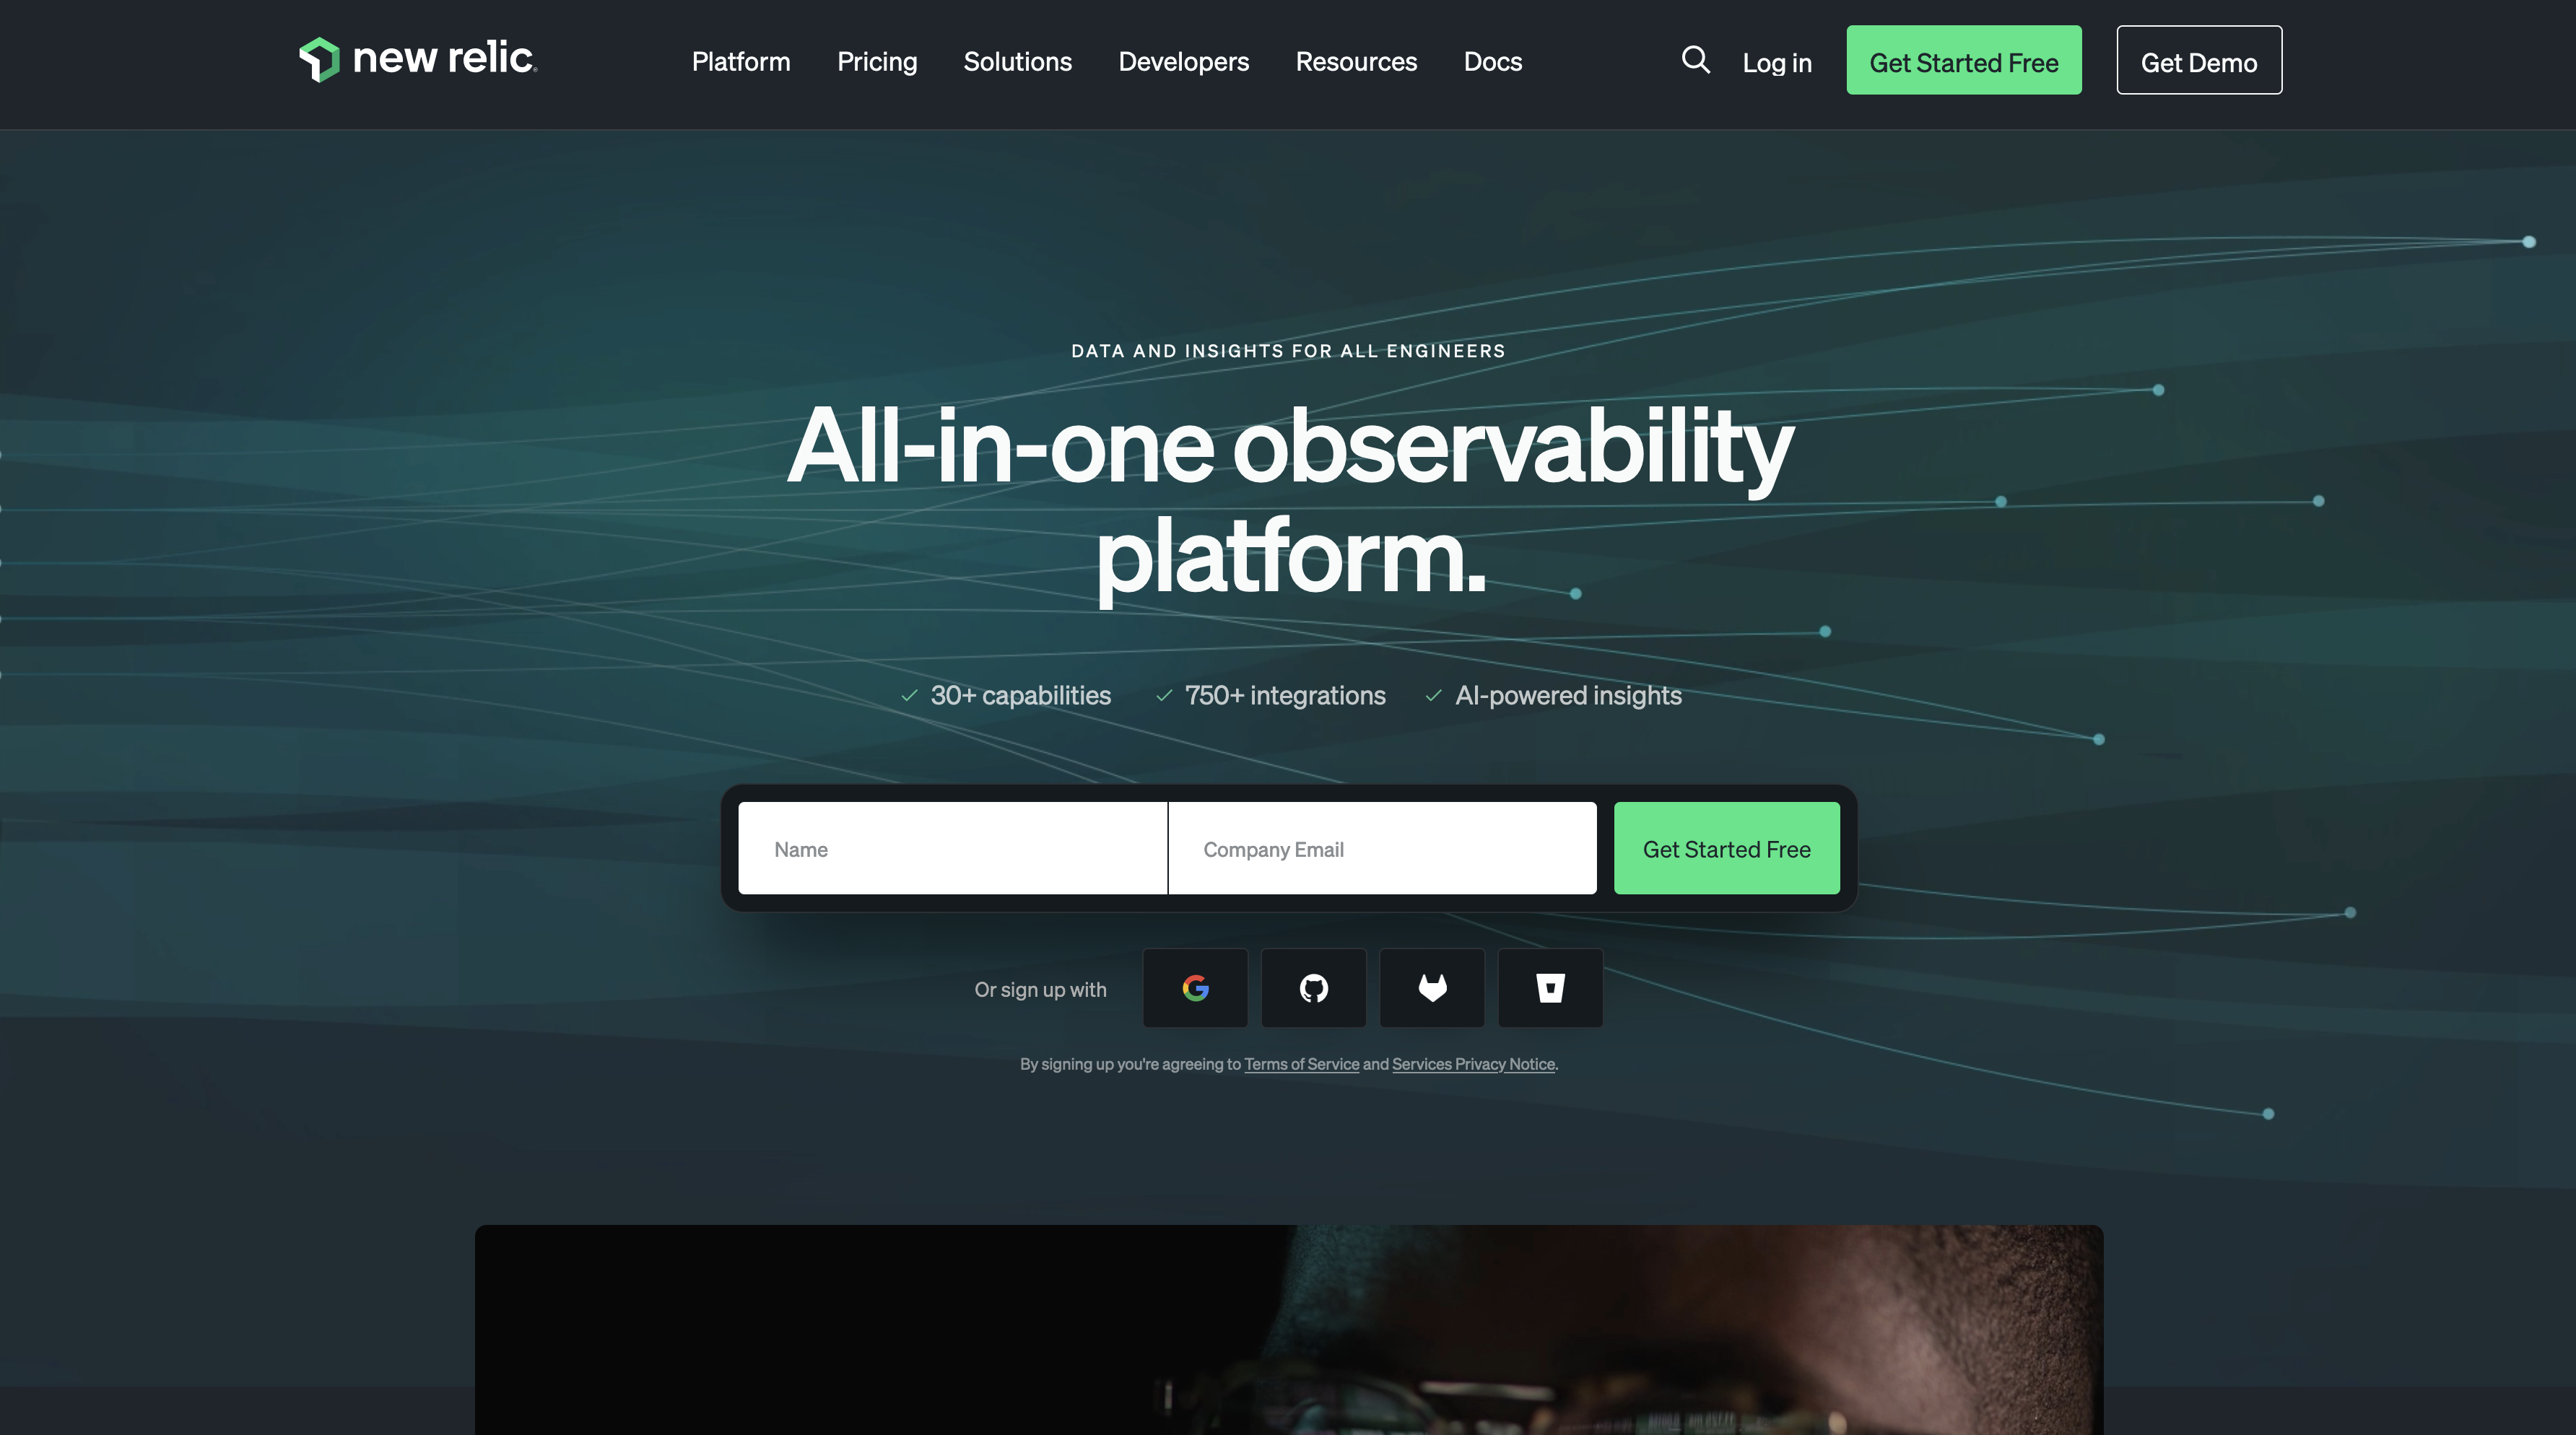 new relic
Platform Pricing Solutions Developers Resources Docs Log in Get Started Free Get Demo
DATA AND INSIGHTS FOR ALL ENGINEERS
All-in-one observability
platform.
30+ capabilities 750+ integrations AI-powered insights
Name Company Email Get Started Free
Or sign up with
By signing up you're agreeing to Terms of Service and Services Privacy Notice.